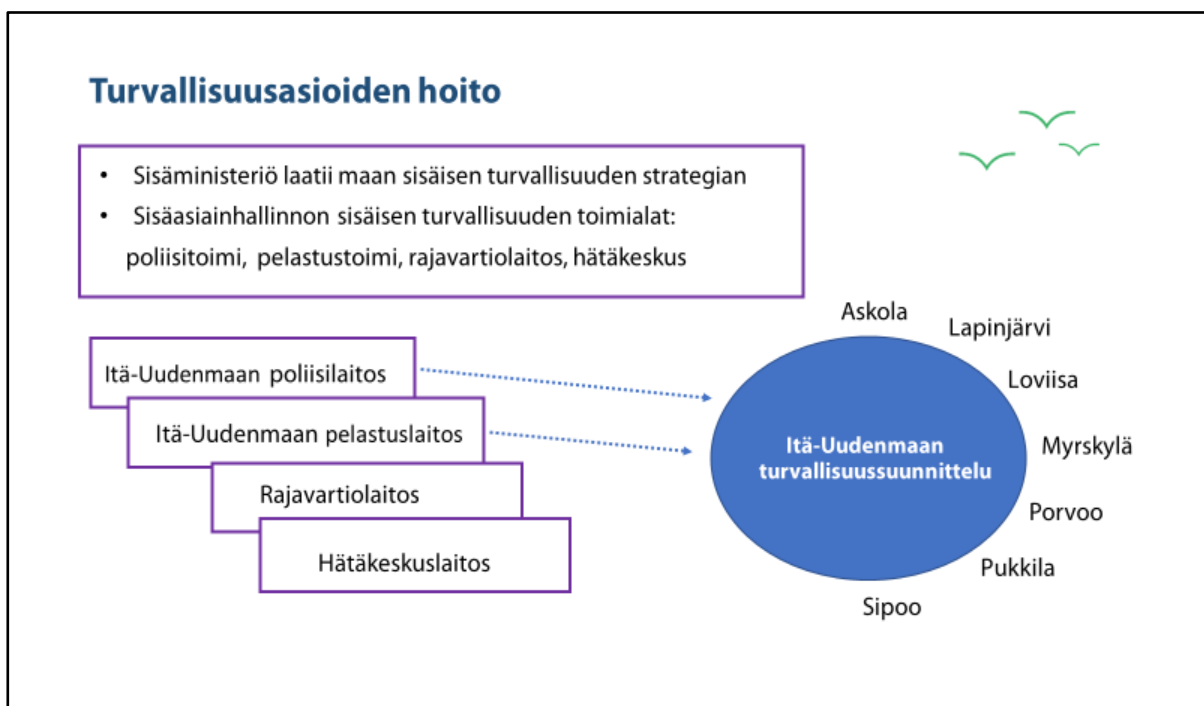 Turvallisuusasioiden hoito
• Sisäministeriö laatii maan sisäisen turvallisuuden strategian
• Sisäasiainhallinnon sisäisen turvallisuuden toimialat:
poliisitoimi, pelastustoimi, rajavartiolaitos, hätäkeskus
Itä-Uudenmaan poliisilaitos
Itä-Uudenmaan pelastuslaitos
Rajavartiolaitos
Hätäkeskuslaitos
Askola
Lapinjärvi
Loviisa
Myrskylä
Porvoo
Pukkila
Sipoo
Itä-Uudenmaan
turvallisuussuunnittelu